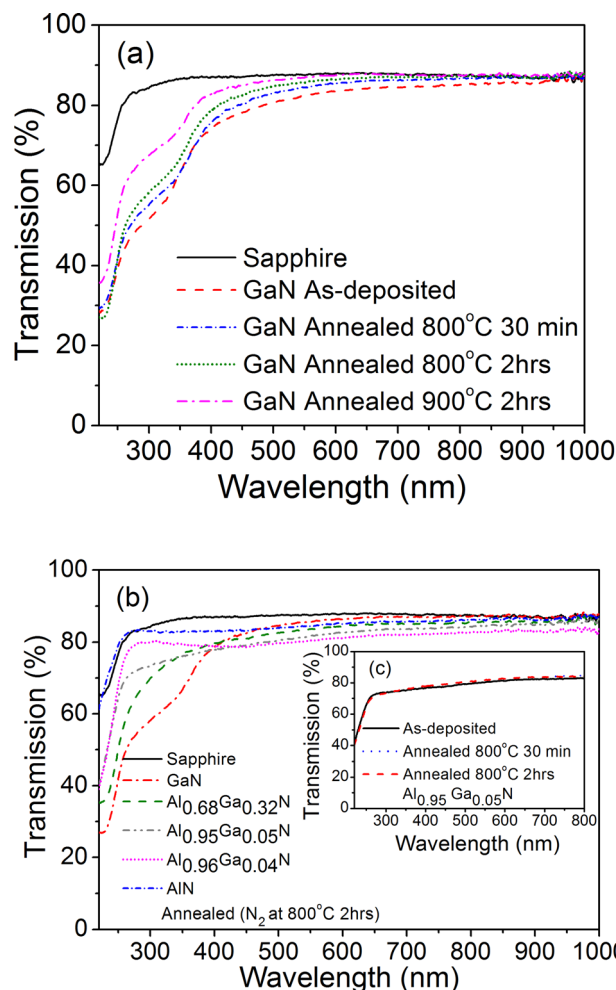 100
(a)
80
60
40
20
0
Transmission (%)
Sapphire
GaN As-deposited
GaN Annealed 800°C 30 min
GaN Annealed 800°C 2hrs
GaN Annealed 900°C 2hrs
300 400 500 600 700 800 900 1000
Wavelength (nm)
100
(b)
80
60
40
20
0
Transmission (%)
Sapphire
GaN
Al0.68Ga0.32N
Al0.95Ga0.05N
Al0.96Ga0.04N
AlN
Annealed (N2 at 800°C 2hrs)
100
(c)
80
60
40
20
0
Transmission (%)
As-deposited
Annealed 800°C 30 min
Annealed 800°C 2hrs
Al0.95 Ga0.05N
300 400 500 600 700 800
Wavelength (nm)
300 400 500 600 700 800 900 100
Wavelength (nm)